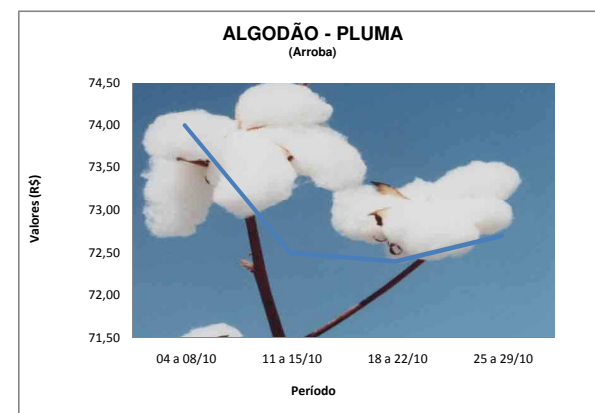 ALGODÃO - PLUMA
(Arroba)
Valores (R$)
74,50
74,00
73,50
73,00
72,50
72,00
71,50
04 a 08/10 11 a 15/10 18 a 22/10 25 a 29/10
Período